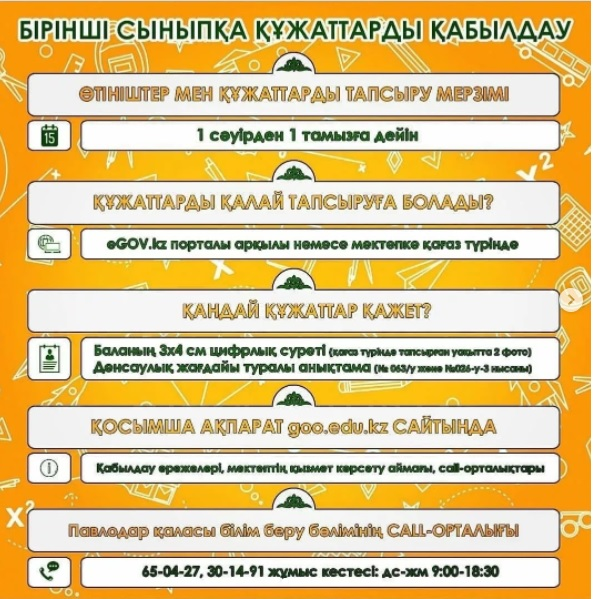 БІРІНШІ СЫНЫПҚА ҚҰЖАТТАРДЫ ҚАБЫЛДАУ
ӨТІНІШТЕР МЕН ҚҰЖАТТАРДЫ ТАПСЫРУ МЕРЗІМІ
15
1 сәуірден 1 тамызға дейін
x²
ҚҰЖАТТАРДЫ ҚАЛАЙ ТАПСЫРУҒА БОЛАДЫ?
eGOV.kz порталы арқылы немесе мектепке қағаз түрінде
ҚАНДАЙ ҚҰЖАТТАР ҚАЖЕТ?
Баланың 3х4 см цифрлық суреті (қағаз түрінде тапсырған уақытта 2 фото)
Денсаулық жағдайы туралы анықтама (№ 063/у және №026-у-3 нысаны)
ҚОСЫМША АҚПАРАТ goo.edu.kz САЙТЫНДА
Қабылдау ережелері, мектептің қызмет көрсету аймағы, call-орталықтары
x²
Павлодар қаласы білім беру бөлімінің CALL-ОРТАЛЫҒЫ
65-04-27, 30-14-91 жұмыс кестесі: дс-жм 9:00-18:30